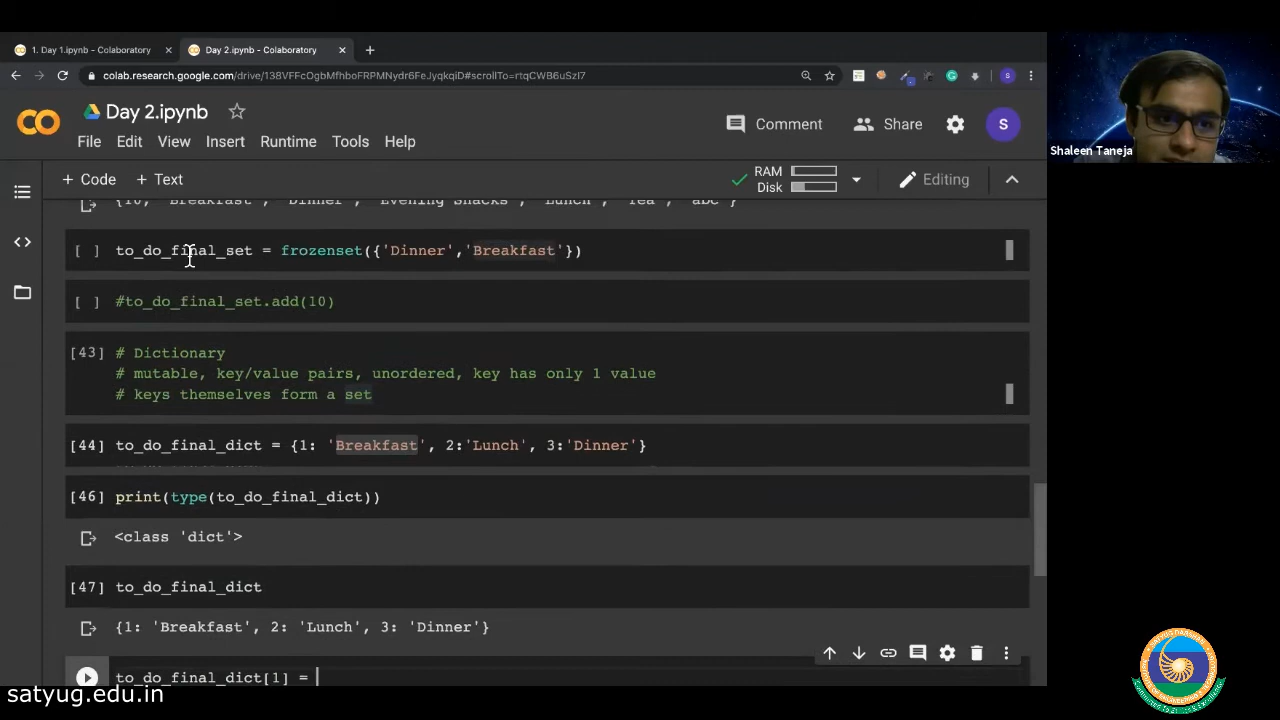 1. Day 1.ipynb - Colaboratory
Day 2.ipynb - Colaboratory
colab.research.google.com/drive/138VFFcOgbMfhboFRPMNydr6FeJyqkqiD#scrollTo=rtqCWB6uSzI7
S
Day 2.ipynb
Comment
Share
S
File Edit View Insert Runtime Tools Help
+ Code + Text
RAM
Disk
Editing
{10, 'Breakfast', 'Dinner', 'Evening Snacks', 'Lunch', 'Tea', 'abc'}
[ ] to_do_final_set = frozenset({'Dinner','Breakfast'})
[ ] #to_do_final_set.add(10)
[43] # Dictionary
# mutable, key/value pairs, unordered, key has only 1 value
# keys themselves form a set
[44] to_do_final_dict = {1: 'Breakfast', 2:'Lunch', 3:'Dinner'}
[46] print(type(to_do_final_dict))
<class 'dict'>
[47] to_do_final_dict
{1: 'Breakfast', 2: 'Lunch', 3: 'Dinner'}
to_do_final_dict[1] =
Shaleen Taneja
satyug.edu.in